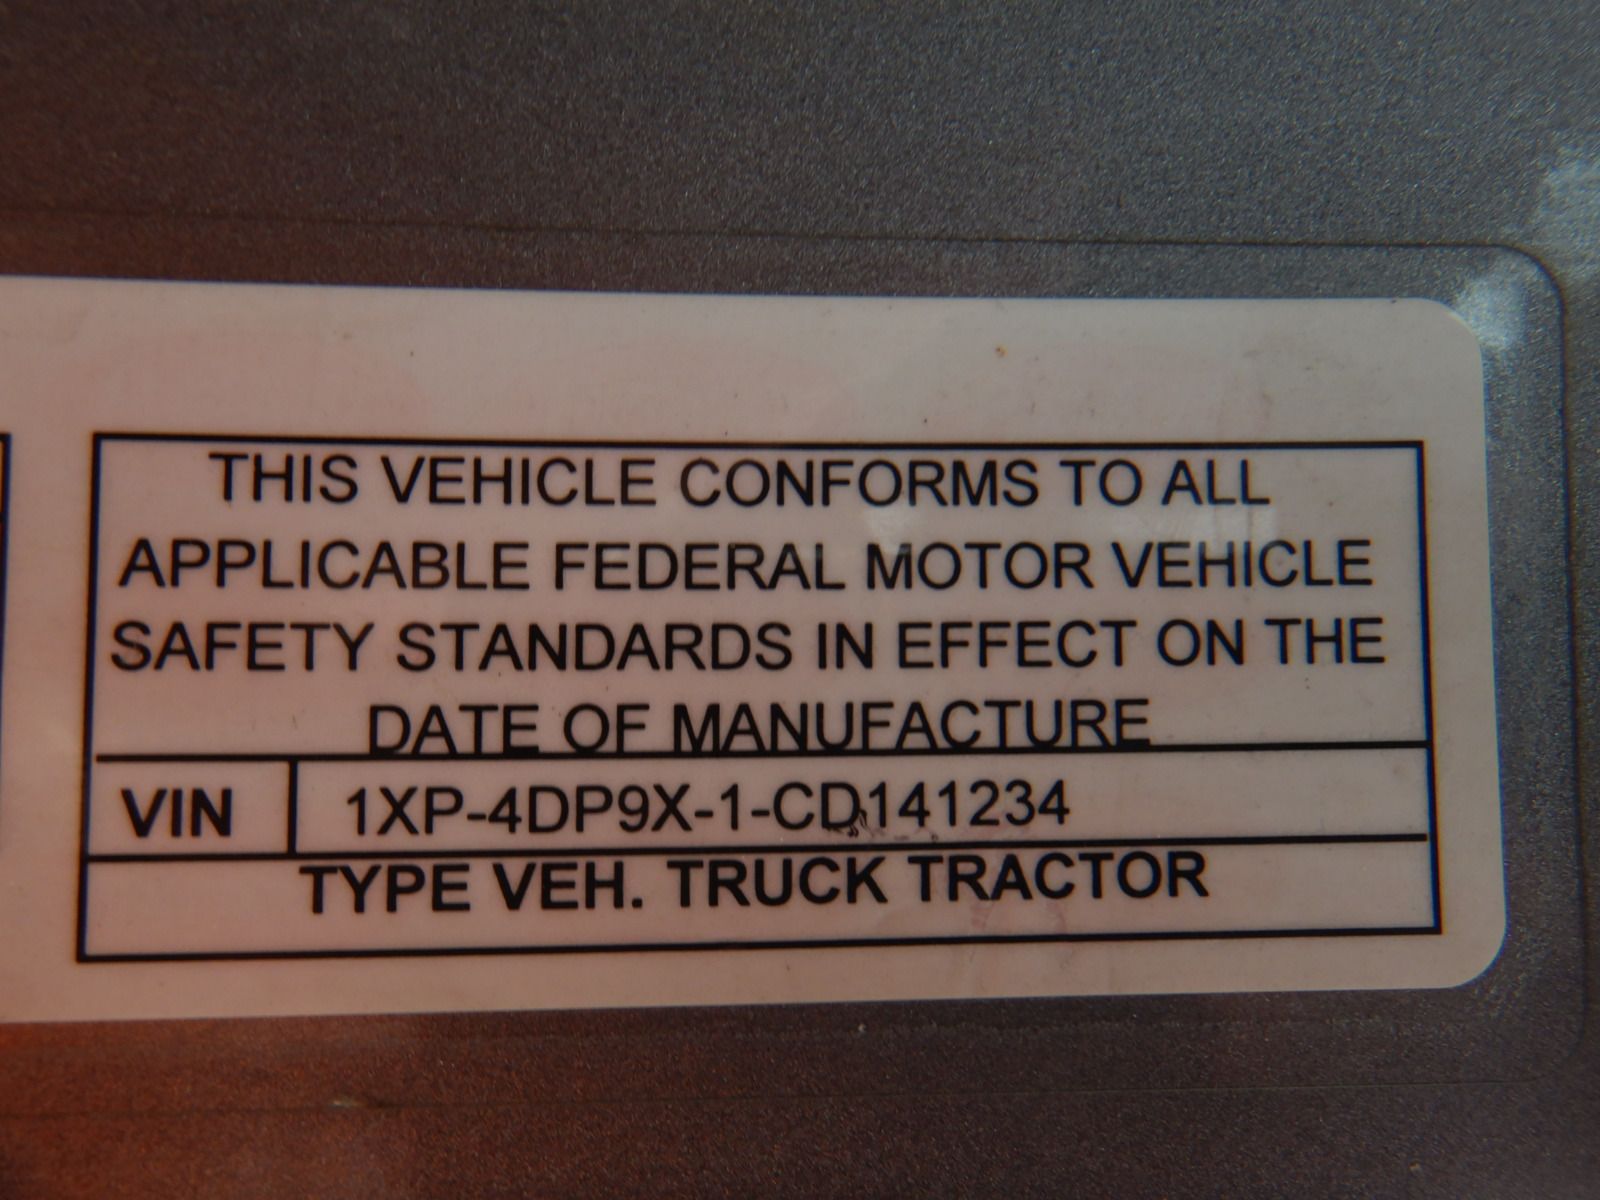 THIS VEHICLE CONFORMS TO ALL
APPLICABLE FEDERAL MOTOR VEHICLE
SAFETY STANDARDS IN EFFECT ON THE
DATE OF MANUFACTURE
VIN 1XP-4DP9X-1-CD141234
TYPE VEH. TRUCK TRACTOR